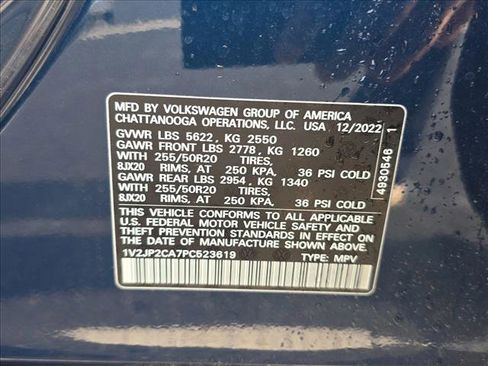 MFD BY VOLKSWAGEN GROUP OF AMERICA
CHATTANOOGA OPERATIONS, LLC. USA 12/2022
GVWR LBS 5622, KG 2550
GAWR FRONT LBS 2778, KG 1260
WITH 255/50R20 TIRES,
8JX20 RIMS, AT 250 KPA, 36 PSI COLD
GAWR REAR LBS 2954, KG 1340
WITH 255/50R20 TIRES,
8JX20 RIMS, AT 250 KPA, 36 PSI COLD
THIS VEHICLE CONFORMS TO ALL APPLICABLE
U.S. FEDERAL MOTOR VEHICLE SAFETY AND
THEFT PREVENTION STANDARDS IN EFFECT
ON THE DATE OF MANUFACTURE SHOWN ABOVE.
1V2JP2CA7PC523619 TYPE: MPV
4930546 1